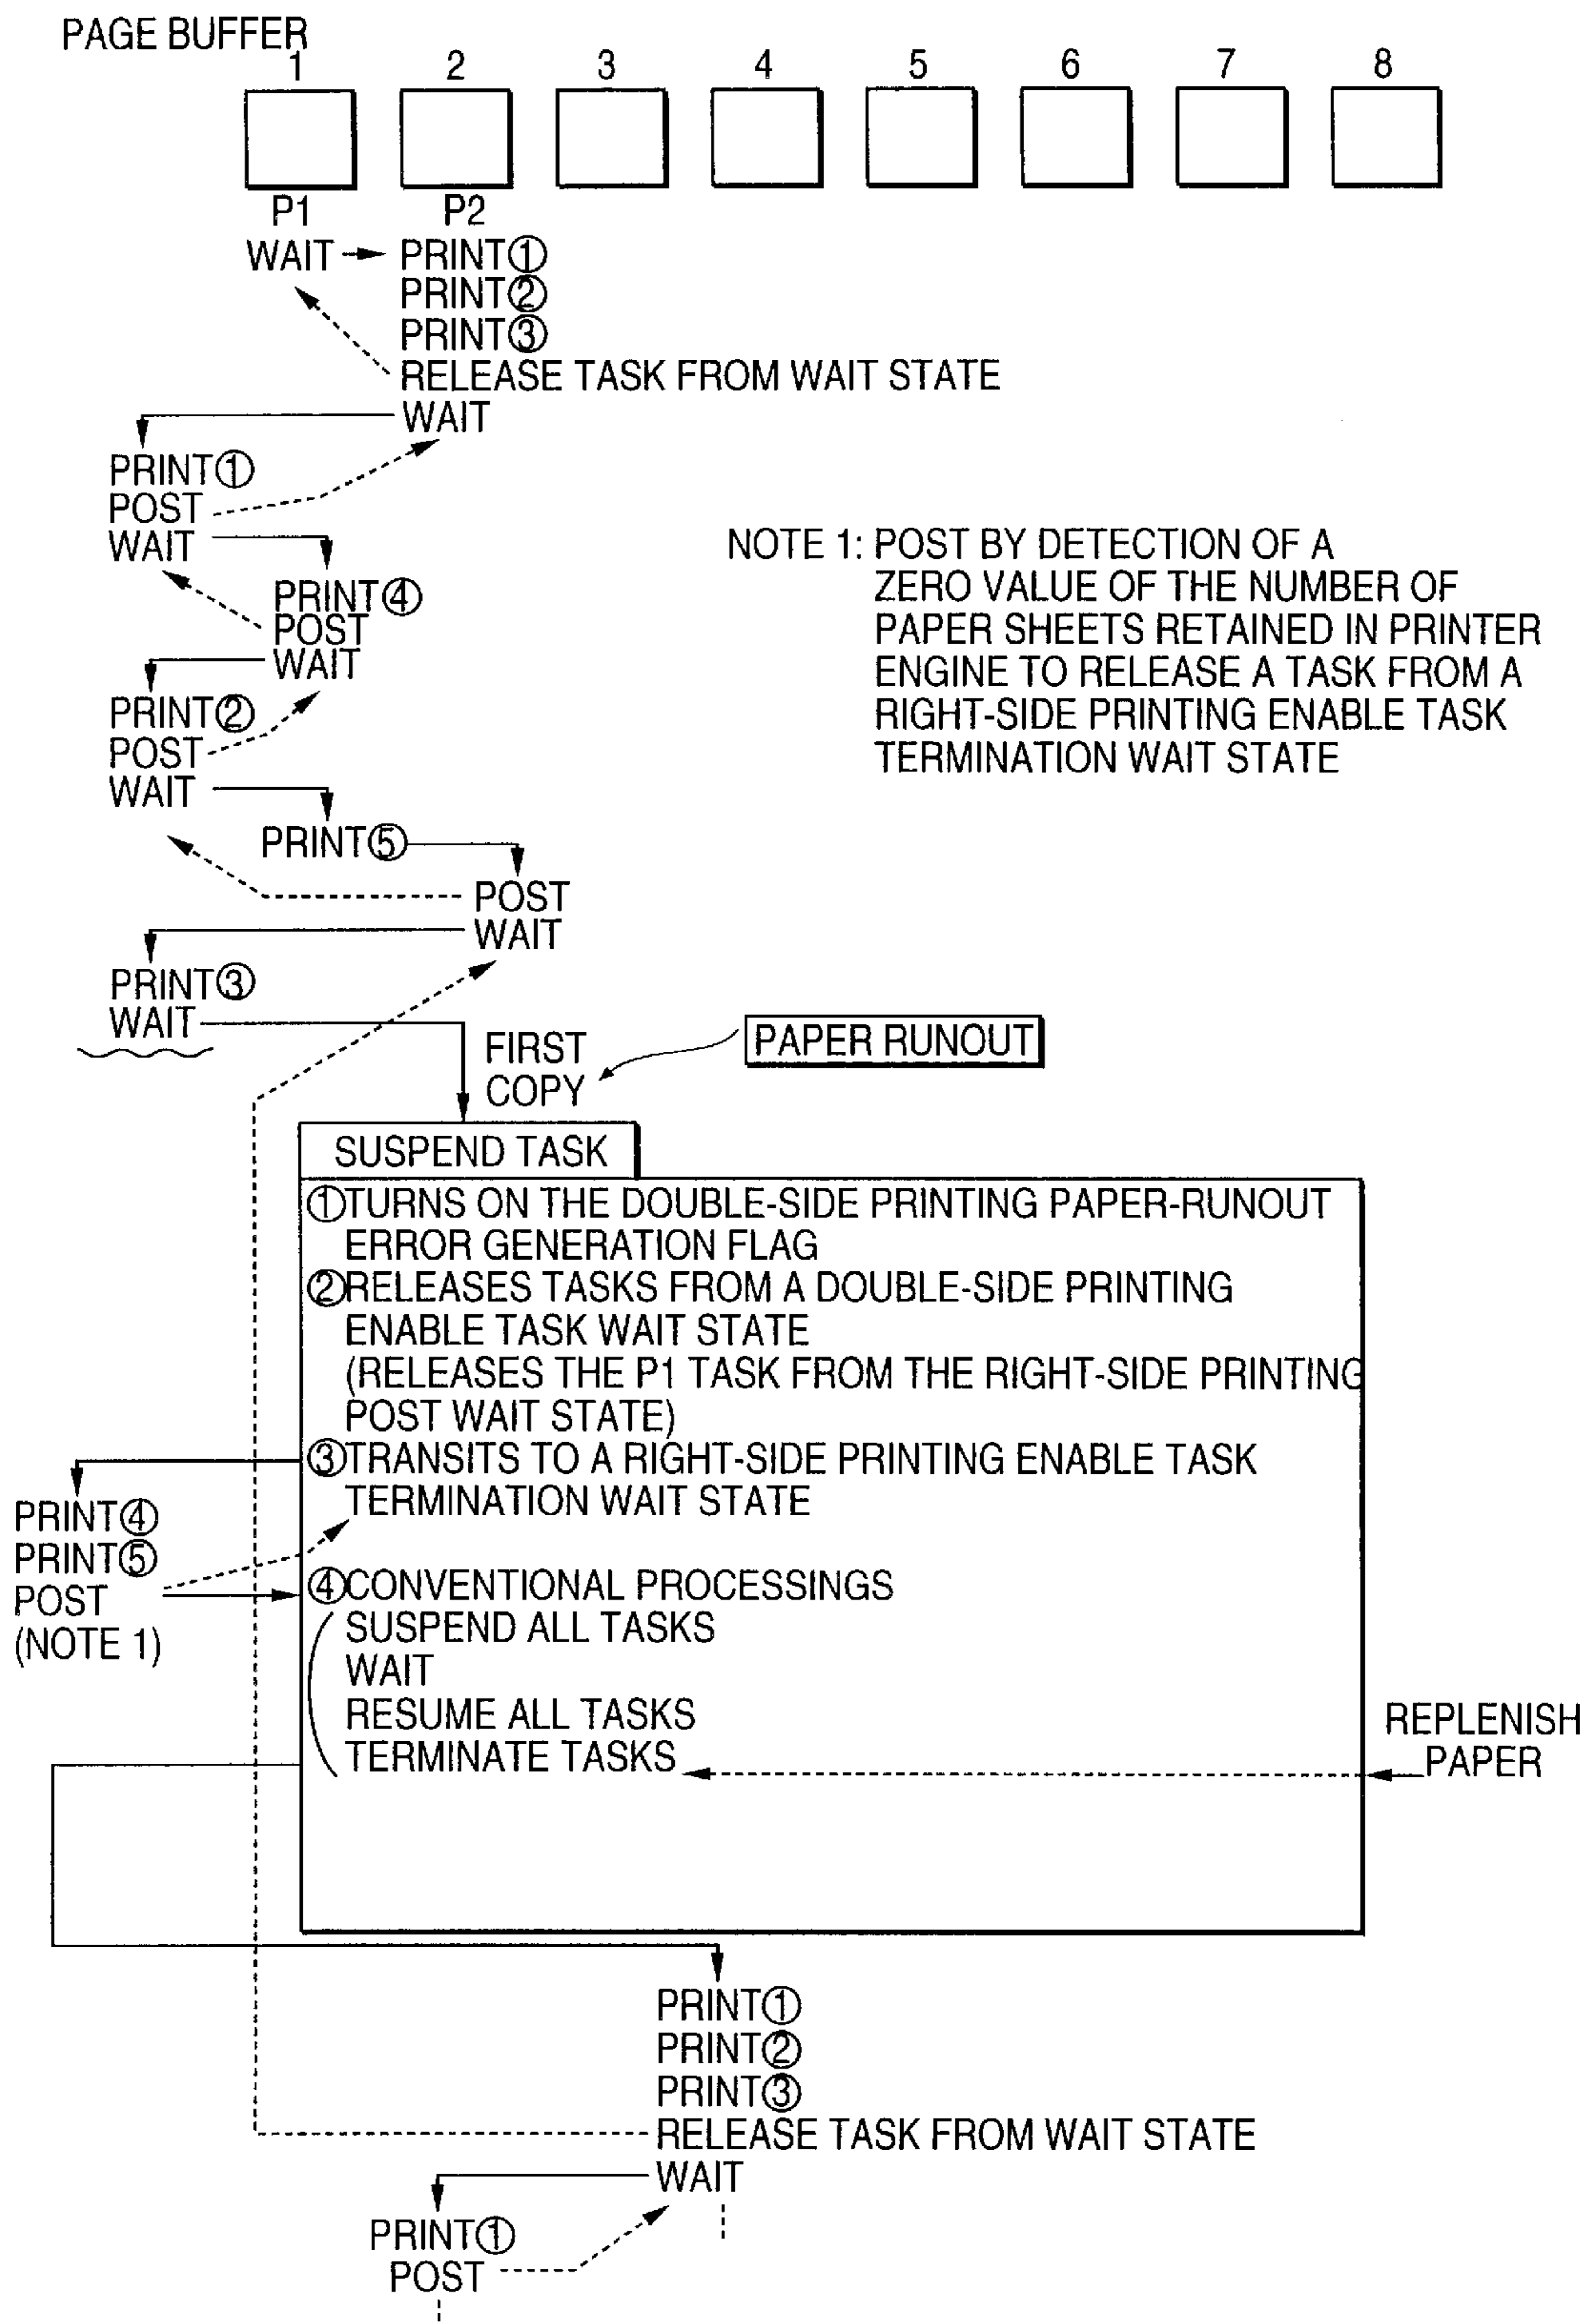 PAGE BUFFER
1 2 3 4 5 6 7 8
P1 P2
WAIT PRINT①
PRINT②
PRINT③
RELEASE TASK FROM WAIT STATE
WAIT
PRINT①
POST
WAIT
PRINT④
POST
WAIT
PRINT②
POST
WAIT
PRINT⑤
POST
WAIT
PRINT③
WAIT
NOTE 1: POST BY DETECTION OF A
ZERO VALUE OF THE NUMBER OF
PAPER SHEETS RETAINED IN PRINTER
ENGINE TO RELEASE A TASK FROM A
RIGHT-SIDE PRINTING ENABLE TASK
TERMINATION WAIT STATE
FIRST
COPY
PAPER RUNOUT
SUSPEND TASK
①TURNS ON THE DOUBLE-SIDE PRINTING PAPER-RUNOUT
ERROR GENERATION FLAG
②RELEASES TASKS FROM A DOUBLE-SIDE PRINTING
ENABLE TASK WAIT STATE
(RELEASES THE P1 TASK FROM THE RIGHT-SIDE PRINTING
POST WAIT STATE)
③TRANSITS TO A RIGHT-SIDE PRINTING ENABLE TASK
TERMINATION WAIT STATE
PRINT④
PRINT⑤
POST
(NOTE 1)
④CONVENTIONAL PROCESSINGS
SUSPEND ALL TASKS
WAIT
RESUME ALL TASKS
TERMINATE TASKS
REPLENISH
PAPER
PRINT①
PRINT②
PRINT③
RELEASE TASK FROM WAIT STATE
WAIT
PRINT①
POST